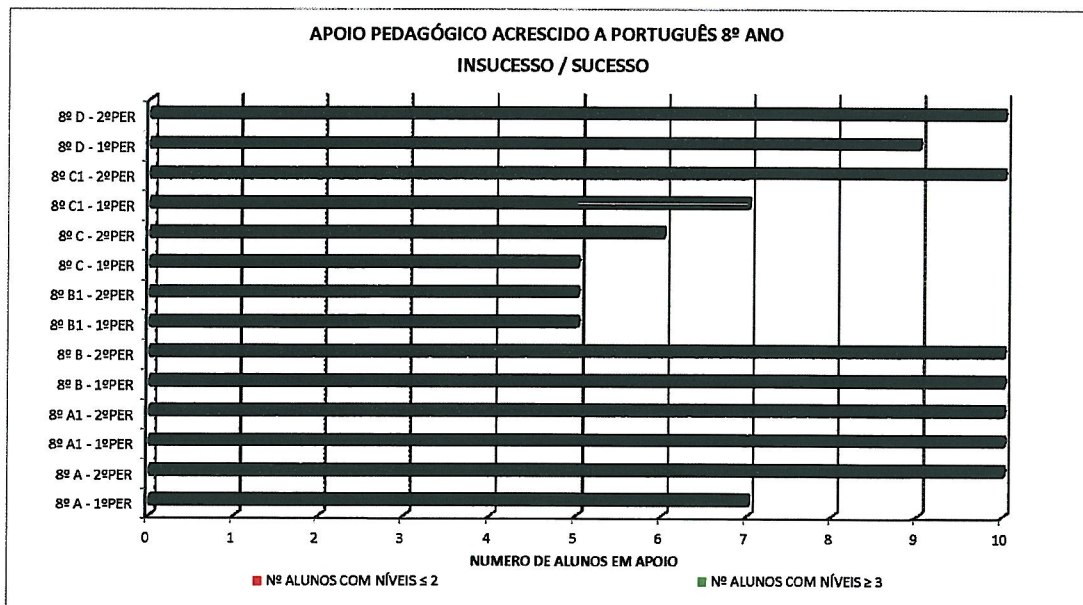 APOIO PEDAGÓGICO ACRESCIDO A PORTUGUÊS 8º ANO
INSUCESSO / SUCESSO
8º D - 2ºPER
8º D - 1ºPER
8º C1 - 2ºPER
8º C1 - 1ºPER
8º C - 2ºPER
8º C - 1ºPER
8º B1 - 2ºPER
8º B1 - 1ºPER
8º B - 2ºPER
8º B - 1ºPER
8º A1 - 2ºPER
8º A1 - 1ºPER
8º A - 2ºPER
8º A - 1ºPER
0 1 2 3 4 5 6 7 8 9 10
NUMERO DE ALUNOS EM APOIO
Nº ALUNOS COM NÍVEIS ≤ 2 Nº ALUNOS COM NÍVEIS ≥ 3